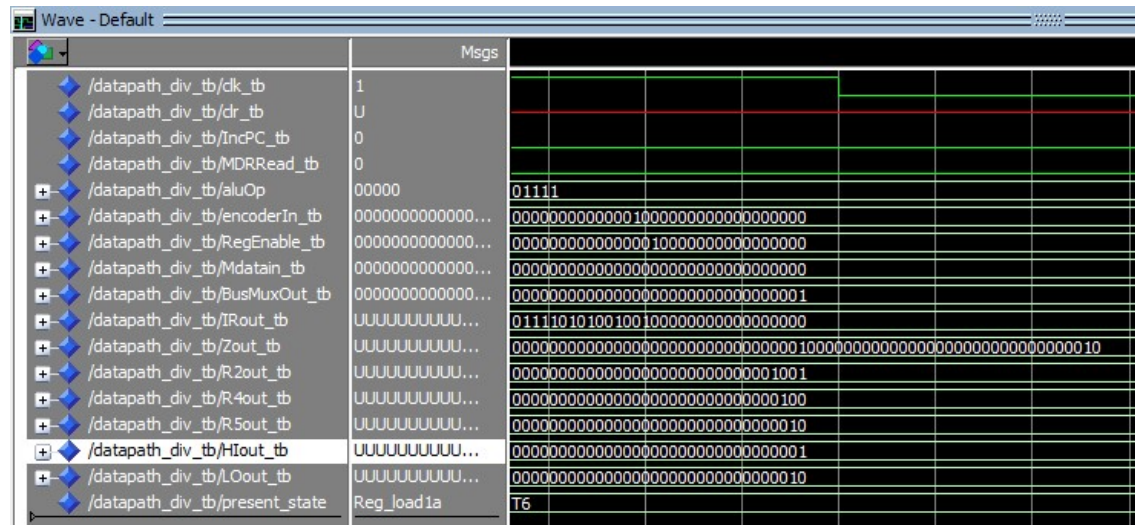 Wave - Default
Msgs
/datapath_div_tb/clk_tb 1
/datapath_div_tb/clr_tb U
/datapath_div_tb/IncPC_tb 0
/datapath_div_tb/MDRRead_tb 0
/datapath_div_tb/aluOp 00000 01111
/datapath_div_tb/encoderIn_tb 0000000000000... 00000000000001000000000000000000
/datapath_div_tb/RegEnable_tb 0000000000000... 00000000000000010000000000000000
/datapath_div_tb/Mdatain_tb 0000000000000... 00000000000000000000000000000000
/datapath_div_tb/BusMuxOut_tb 0000000000000... 00000000000000000000000000000001
/datapath_div_tb/IRout_tb UUUUUUUUUU... 01111010100100100000000000000000
/datapath_div_tb/Zout_tb UUUUUUUUUU... 0000000000000000000000000000000100000000000000000000000000000010
/datapath_div_tb/R2out_tb UUUUUUUUUU... 00000000000000000000000000001001
/datapath_div_tb/R4out_tb UUUUUUUUUU... 00000000000000000000000000000100
/datapath_div_tb/R5out_tb UUUUUUUUUU... 00000000000000000000000000000010
/datapath_div_tb/HIout_tb UUUUUUUUUU... 00000000000000000000000000000001
/datapath_div_tb/LOout_tb UUUUUUUUUU... 00000000000000000000000000000010
/datapath_div_tb/present_state Reg_load1a T6